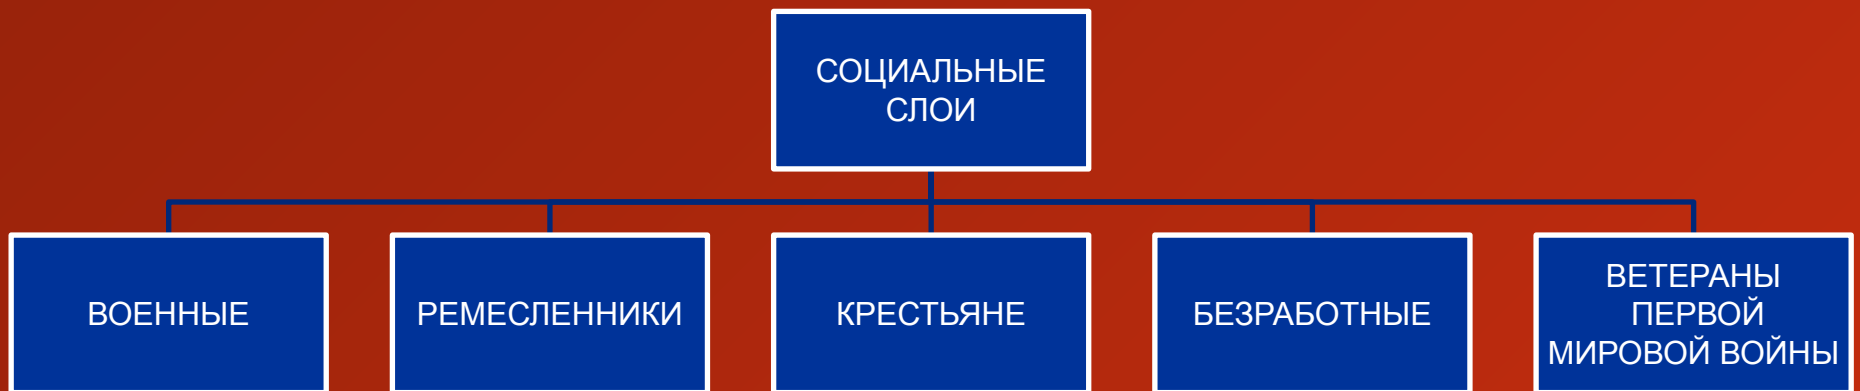 СОЦИАЛЬНЫЕ
СЛОИ
ВОЕННЫЕ
РЕМЕСЛЕННИКИ
КРЕСТЬЯНЕ
БЕЗРАБОТНЫЕ
ВЕТЕРАНЫ
ПЕРВОЙ
МИРОВОЙ ВОЙНЫ